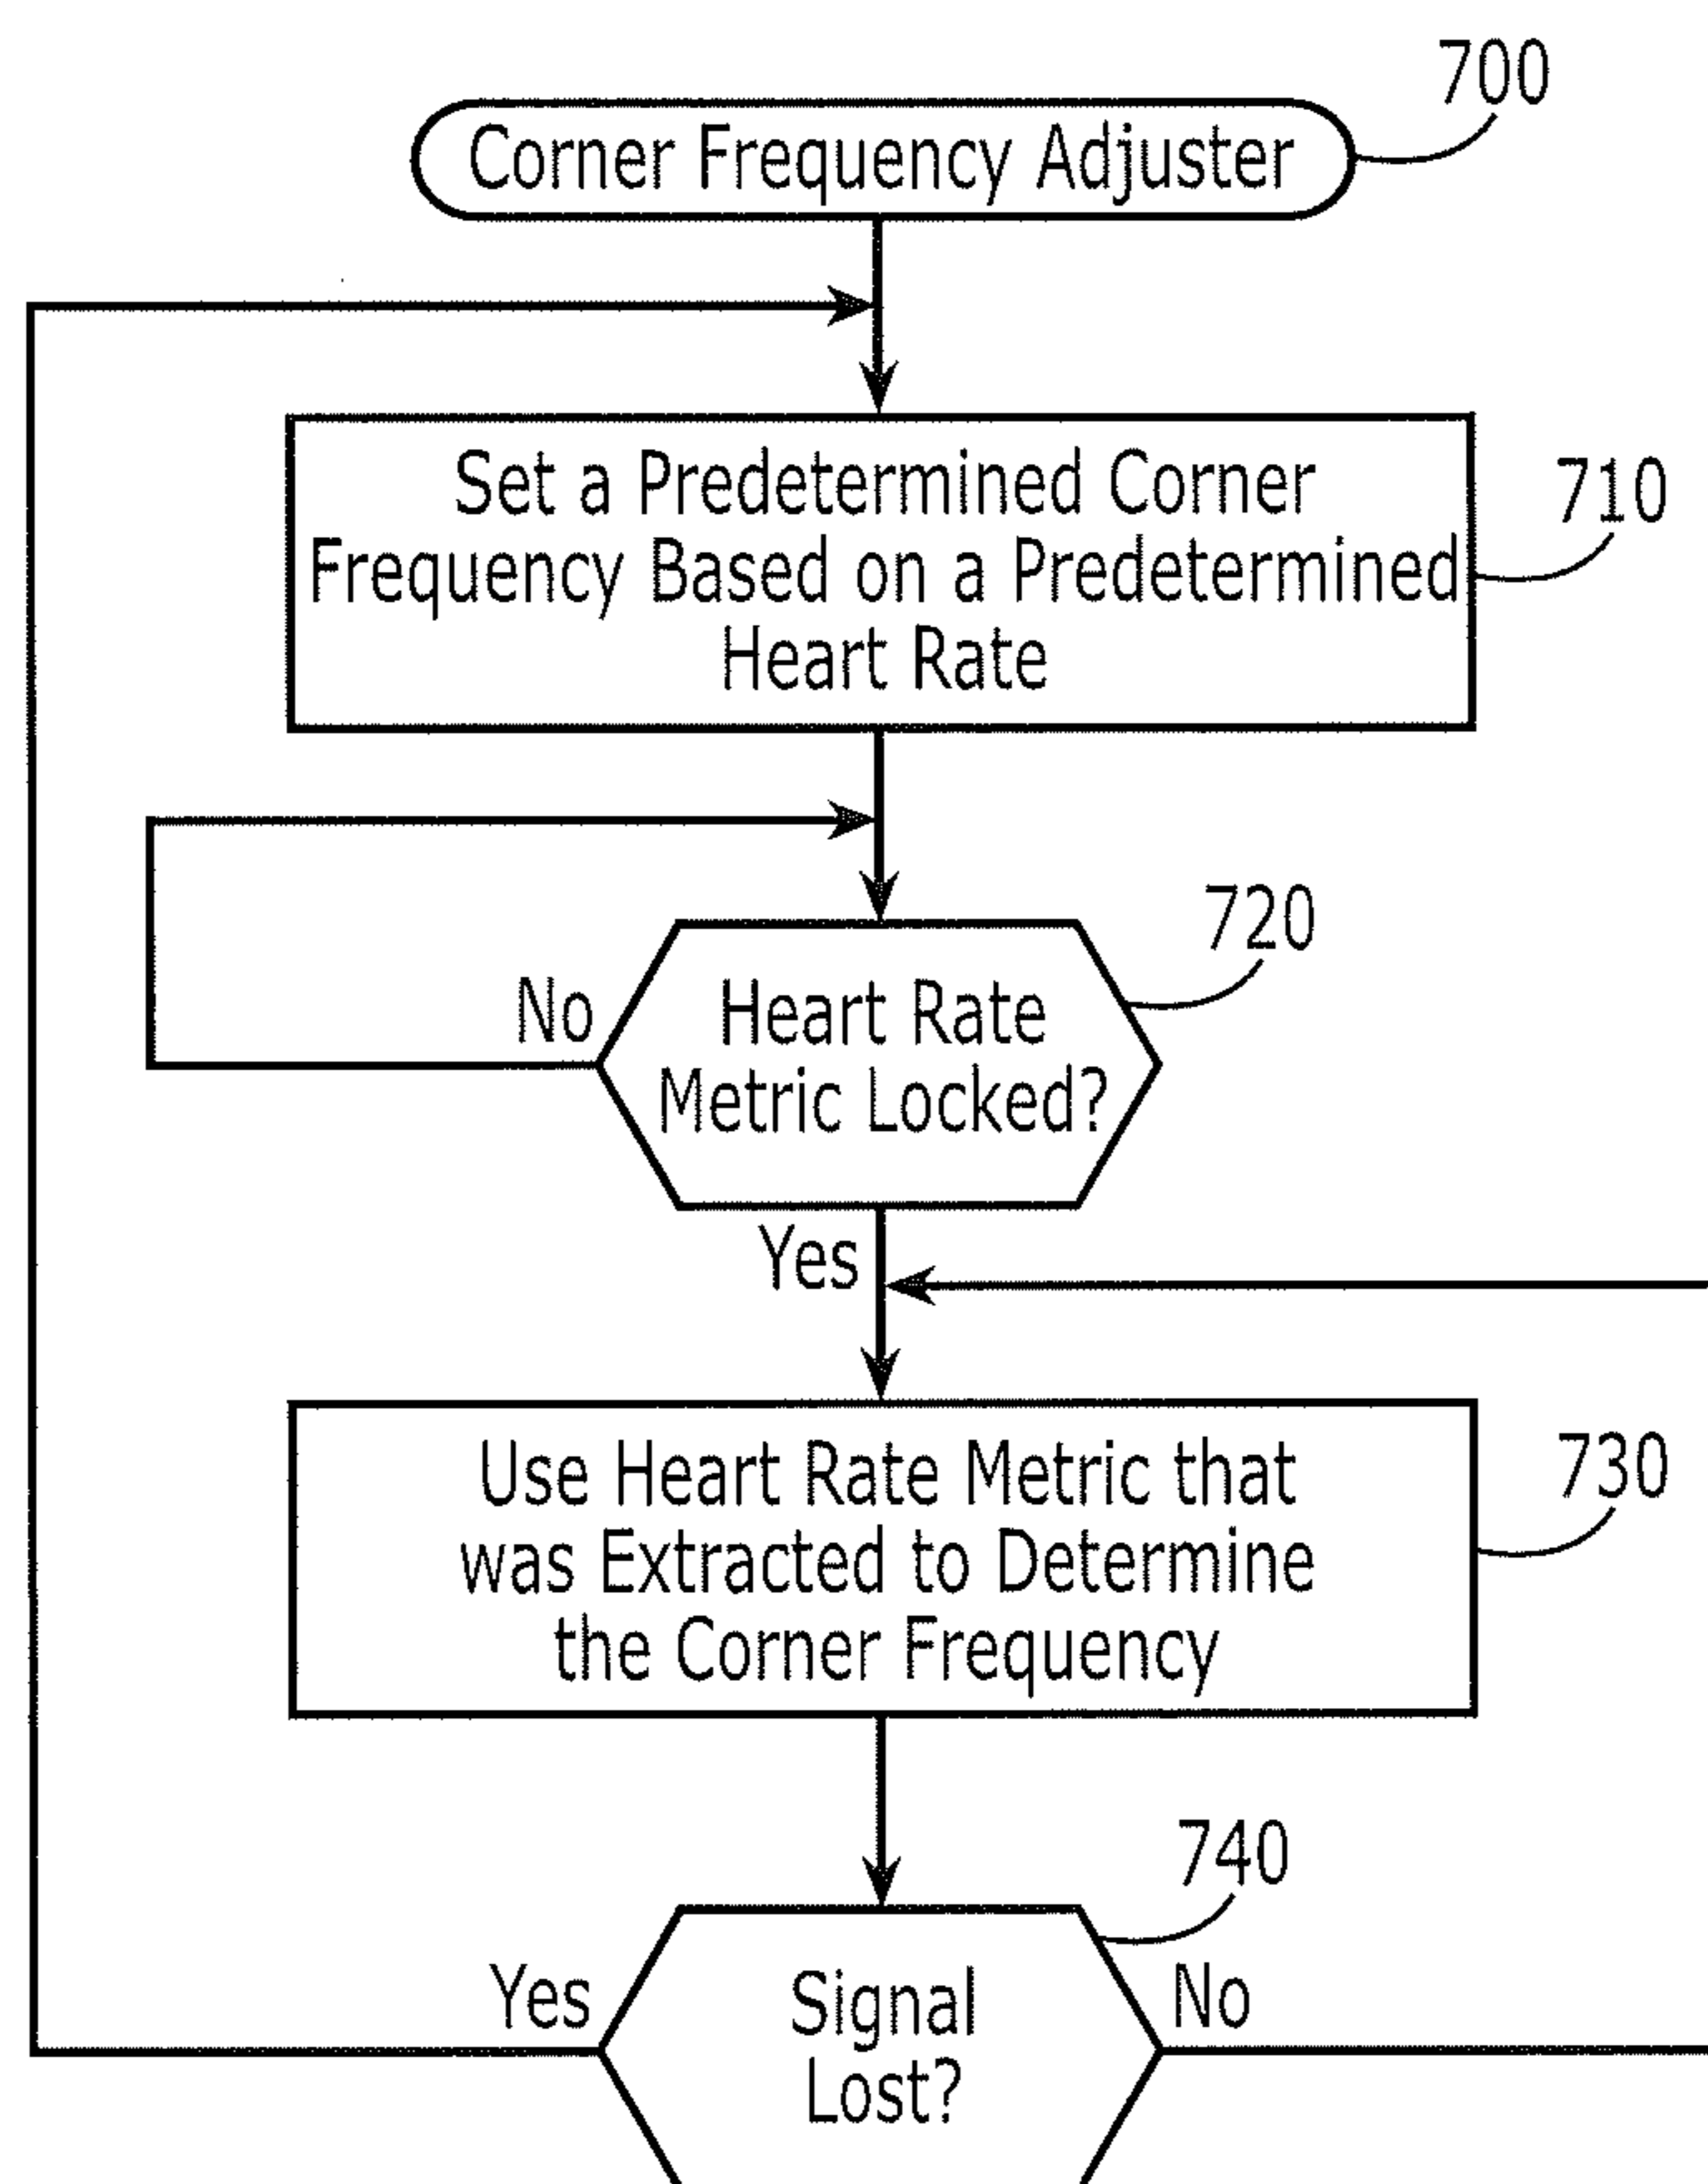 700
Corner Frequency Adjuster
Set a Predetermined Corner
Frequency Based on a Predetermined
Heart Rate
710
720
No
Heart Rate
Metric Locked?
Yes
Use Heart Rate Metric that
was Extracted to Determine
the Corner Frequency
730
740
Yes
Signal
Lost?
No